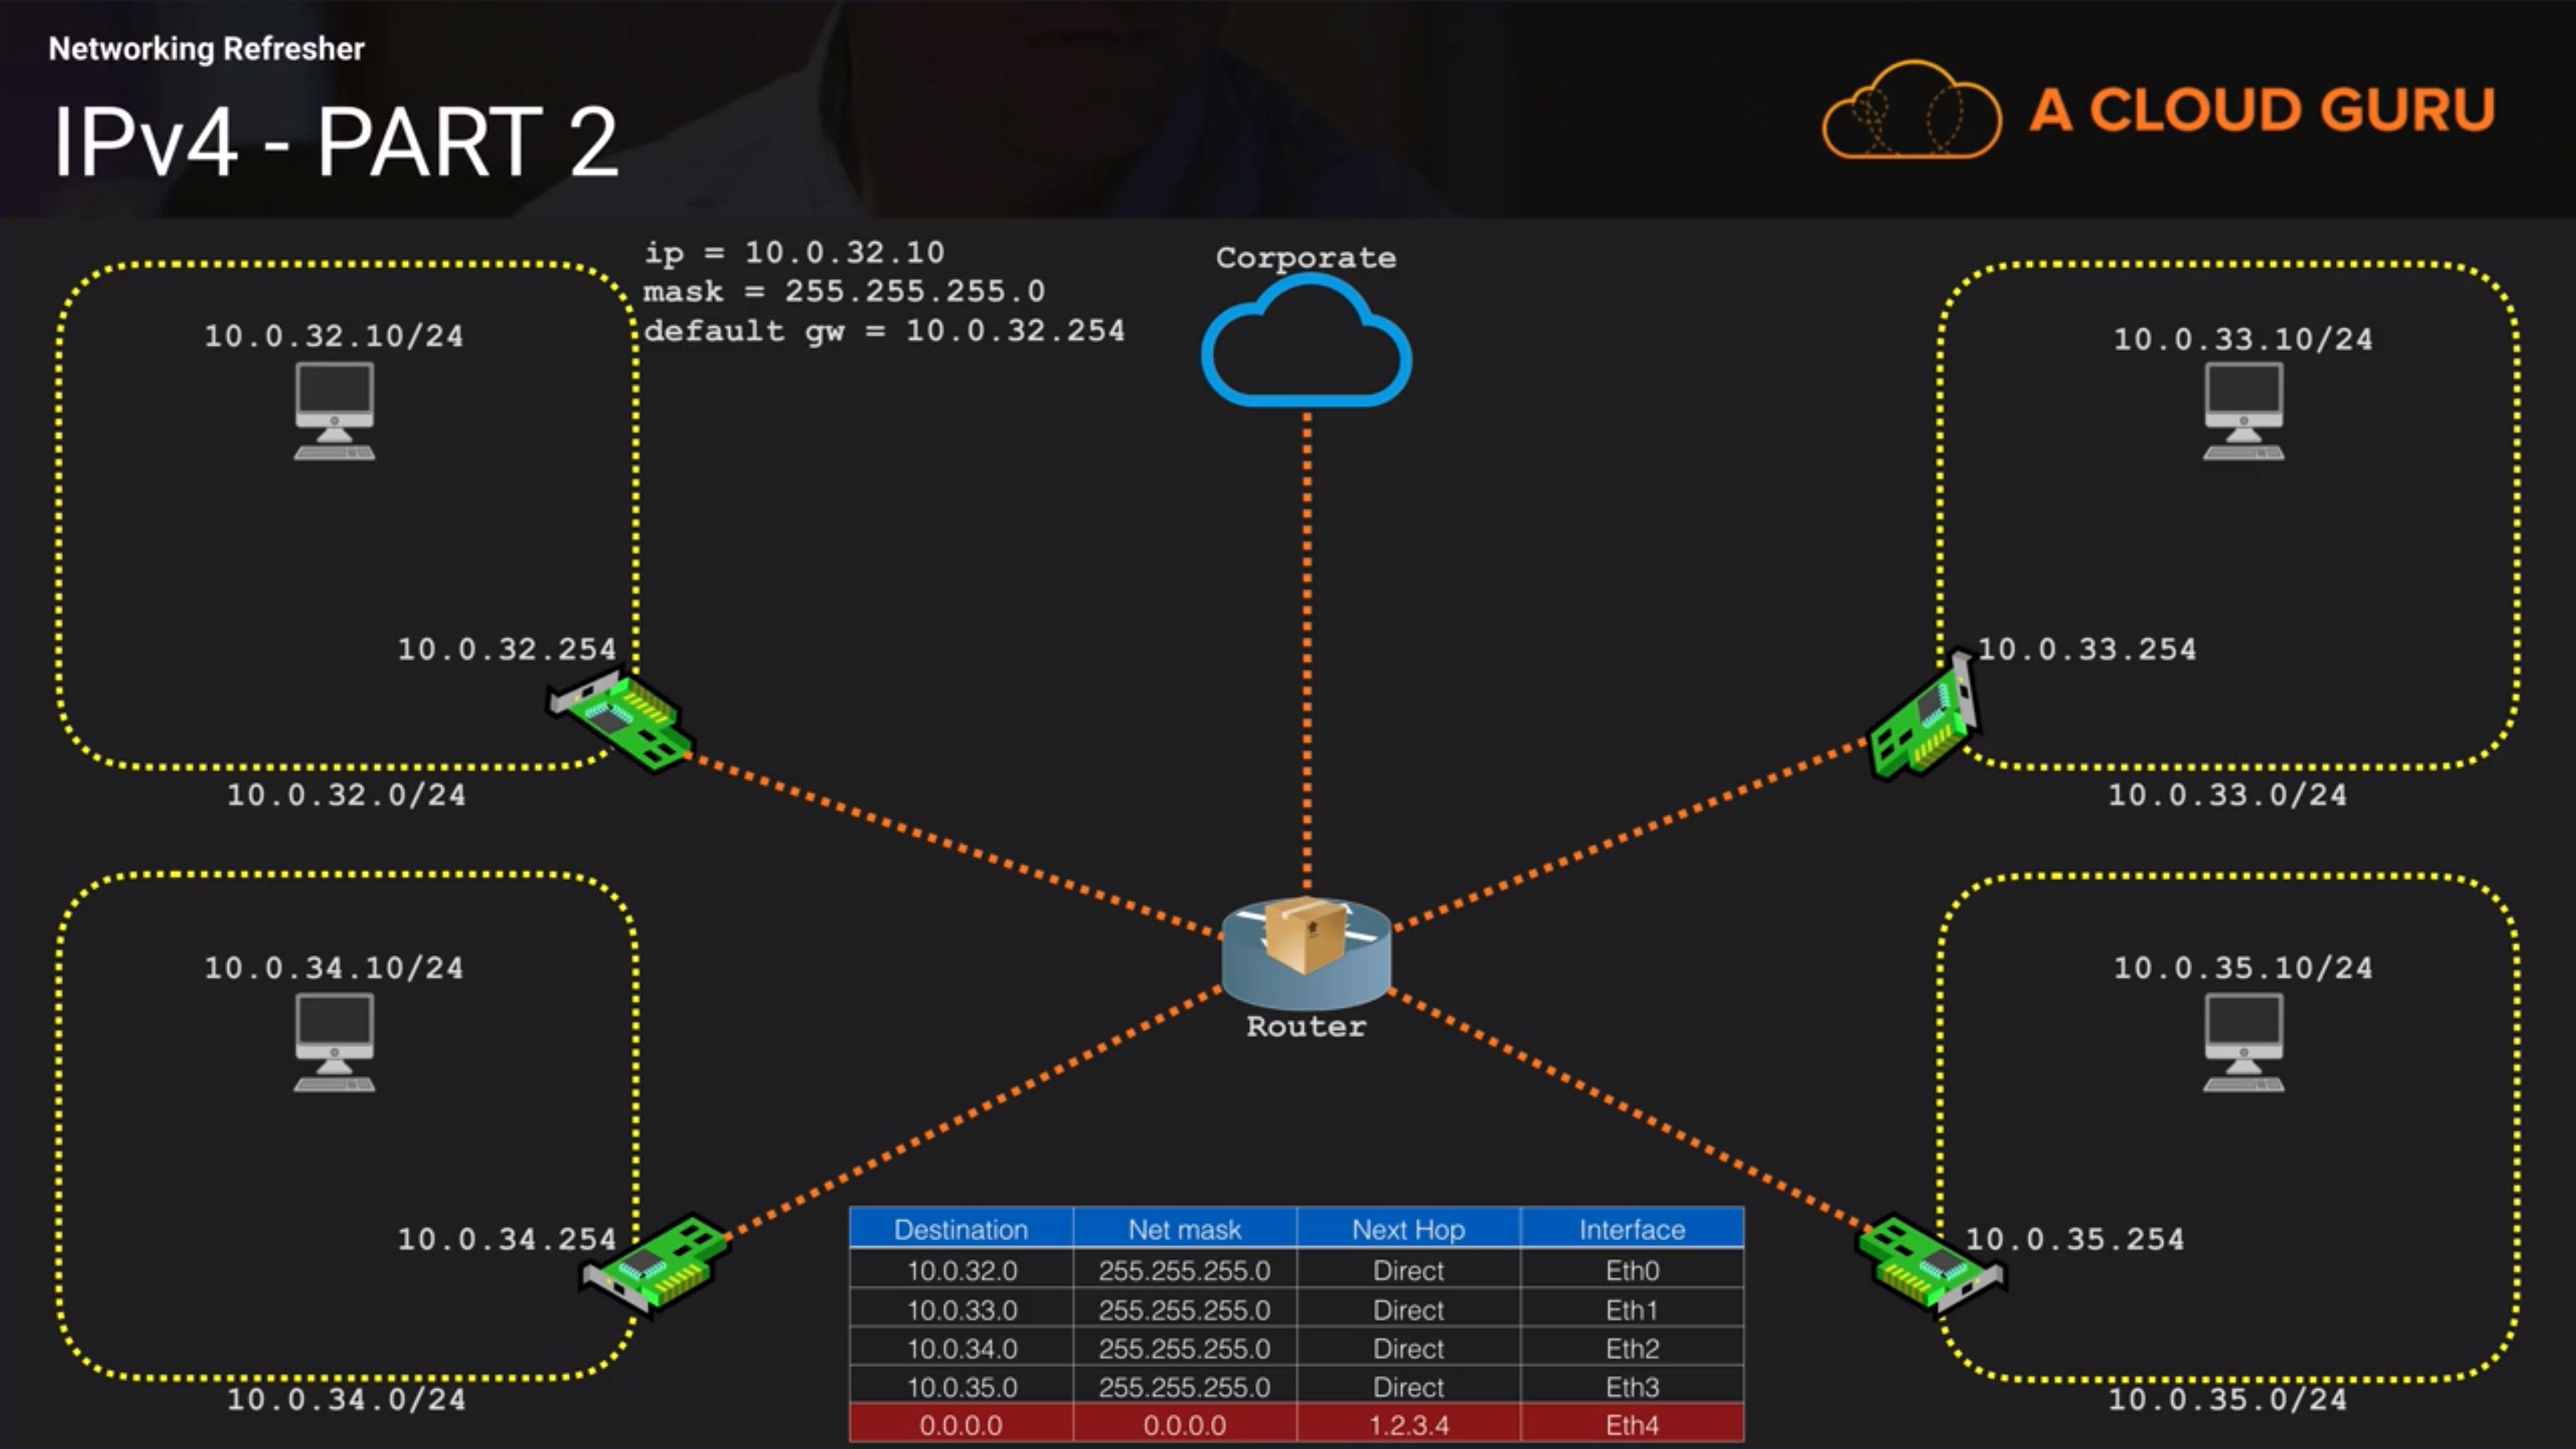 Networking Refresher
IPv4 - PART 2
A CLOUD GURU
ip = 10.0.32.10
mask = 255.255.255.0
default gw = 10.0.32.254
Corporate
10.0.32.10/24
10.0.33.10/24
10.0.32.254
10.0.33.254
10.0.32.0/24
10.0.33.0/24
10.0.34.10/24
10.0.35.10/24
Router
10.0.34.254
10.0.35.254
Destination Net mask Next Hop Interface
10.0.32.0 255.255.255.0 Direct Eth0
10.0.33.0 255.255.255.0 Direct Eth1
10.0.34.0 255.255.255.0 Direct Eth2
10.0.35.0 255.255.255.0 Direct Eth3
0.0.0.0 0.0.0.0 1.2.3.4 Eth4
10.0.34.0/24
10.0.35.0/24